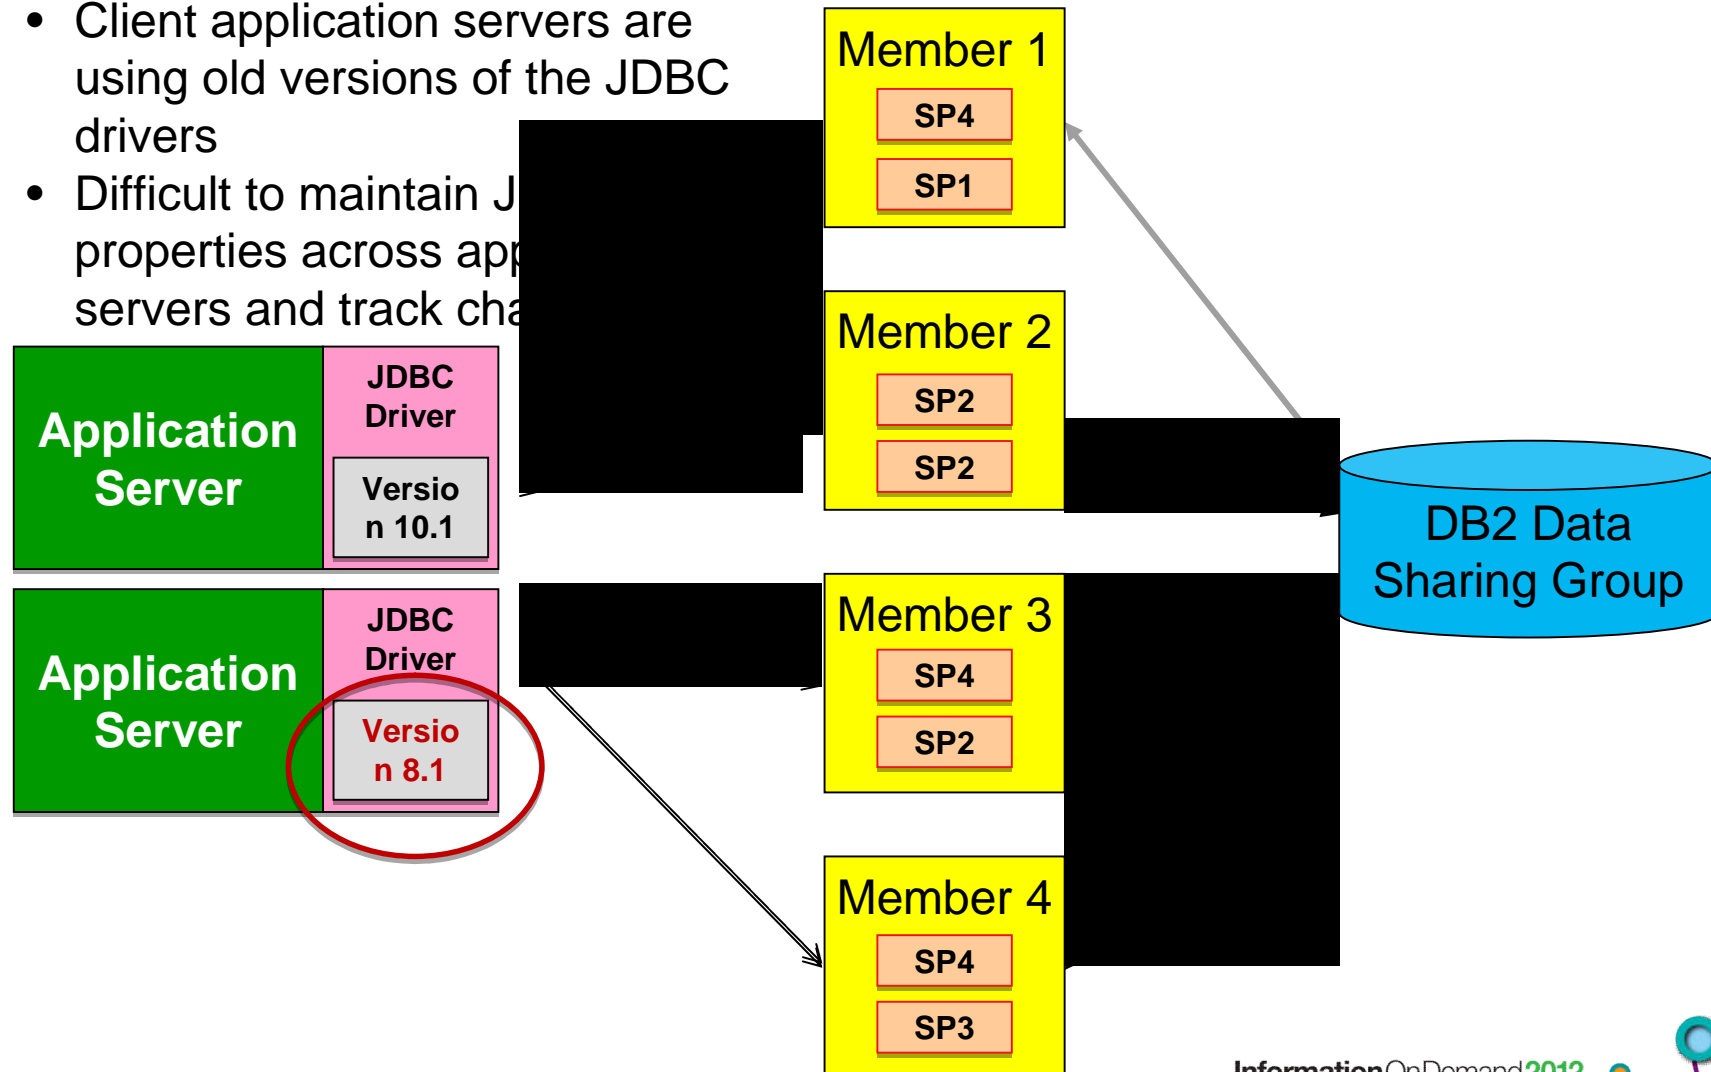 • Client application servers are
using old versions of the JDBC
drivers
• Difficult to maintain J
properties across app
servers and track cha
Application
Server
JDBC
Driver
Versio
n 10.1
Application
Server
JDBC
Driver
Versio
n 8.1
Member 1
SP4
SP1
Member 2
SP2
SP2
Member 3
SP4
SP2
Member 4
SP4
SP3
DB2 Data
Sharing Group
InformationOnDemand2012